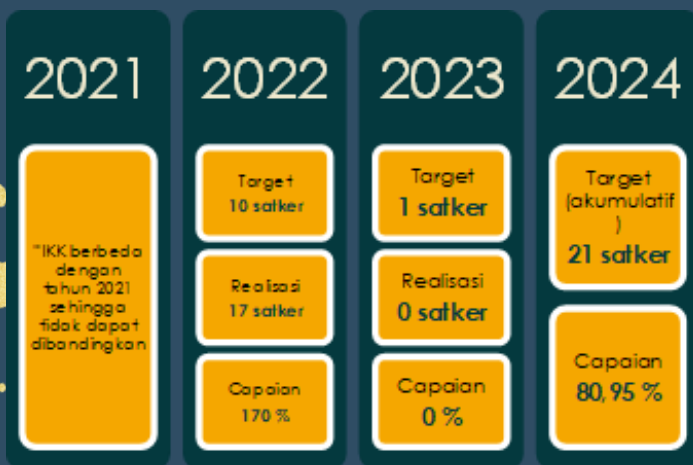 2021
"IKK berbeda
dengan
tahun 2021
sehingga
tidak dapat
dibandingkan
2022
Target
10 satker
Realisasi
17 satker
Capaian
170 %
2023
Target
1 satker
Realisasi
0 satker
Capaian
0 %
2024
Target
(akumulatif
)
21 satker
Capaian
80,95 %